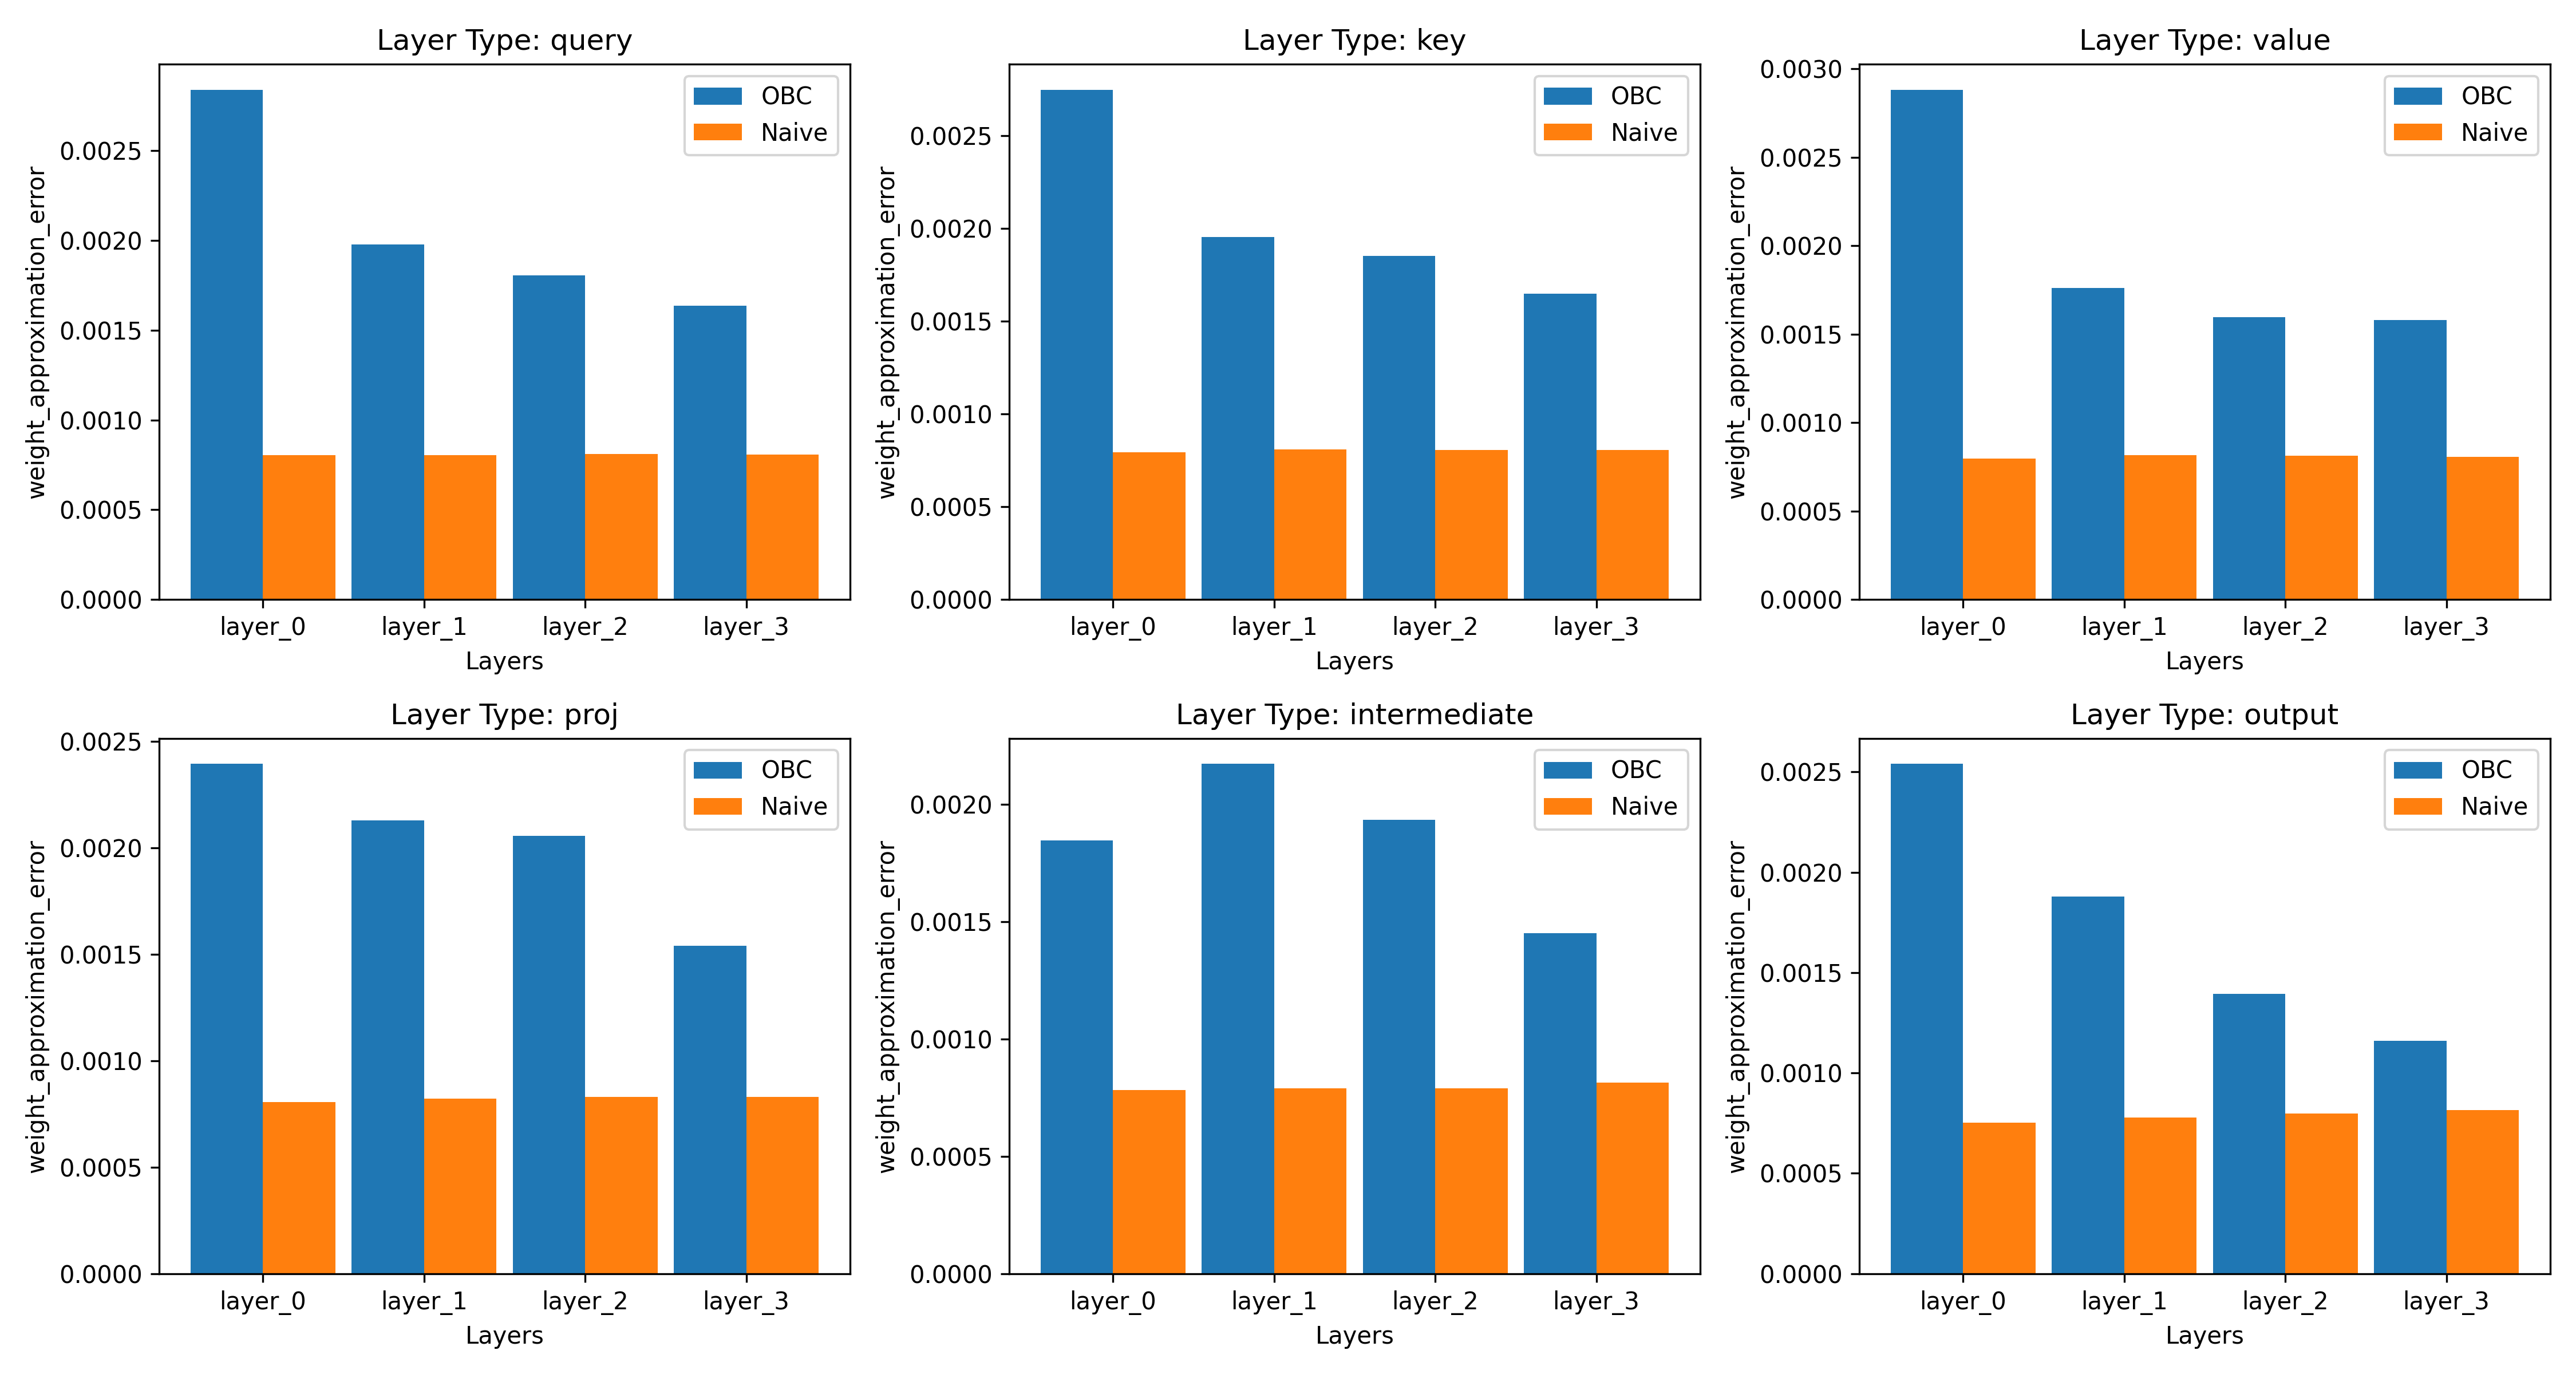 Layer Type: query
OBC
Naive
weight_approximation_error
0.0025
0.0020
0.0015
0.0010
0.0005
0.0000
layer_0 layer_1 layer_2 layer_3
Layers
Layer Type: key
OBC
Naive
weight_approximation_error
0.0025
0.0020
0.0015
0.0010
0.0005
0.0000
layer_0 layer_1 layer_2 layer_3
Layers
Layer Type: value
OBC
Naive
weight_approximation_error
0.0030
0.0025
0.0020
0.0015
0.0010
0.0005
0.0000
layer_0 layer_1 layer_2 layer_3
Layers
Layer Type: proj
OBC
Naive
weight_approximation_error
0.0025
0.0020
0.0015
0.0010
0.0005
0.0000
layer_0 layer_1 layer_2 layer_3
Layers
Layer Type: intermediate
OBC
Naive
weight_approximation_error
0.0020
0.0015
0.0010
0.0005
0.0000
layer_0 layer_1 layer_2 layer_3
Layers
Layer Type: output
OBC
Naive
weight_approximation_error
0.0025
0.0020
0.0015
0.0010
0.0005
0.0000
layer_0 layer_1 layer_2 layer_3
Layers